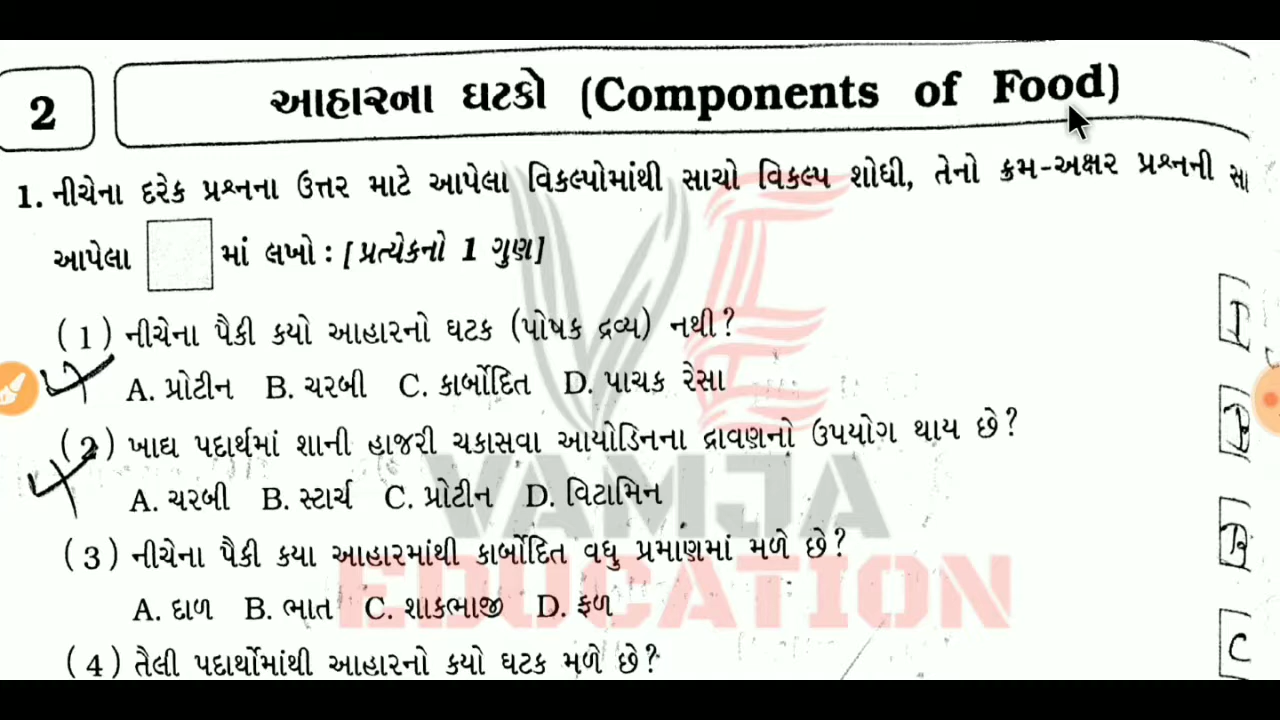 2
આહારના ઘટકો (Components of Food)
1. નીચેના દરેક પ્રશ્નના ઉત્તર માટે આપેલા વિકલ્પોમાંથી સાચો વિકલ્પ શોધી, તેનો ક્રમ-અક્ષર પ્રશ્નની સા
આપેલા માં લખો : [પ્રત્યેકનો 1 ગુણ]
(1) નીચેના પૈકી કયો આહારનો ઘટક (પોષક દ્રવ્ય) નથી?
A. પ્રોટીન B. ચરબી C. કાર્બોદિત D. પાચક રેસા
(2) ખાદ્ય પદાર્થમાં શાની હાજરી ચકાસવા આયોડિનના દ્રાવણનો ઉપયોગ થાય છે?
B
A. ચરબી B. સ્ટાર્ચ C. પ્રોટીન D. વિટામિન
(3) નીચેના પૈકી કયા આહારમાંથી કાર્બોદિત વધુ પ્રમાણમાં મળે છે?
B
A. દાળ B. ભાત C. શાકભાજી D. ફળ
(4) તૈલી પદાર્થોમાંથી આહારનો કયો ઘટક મળે છે?
C
VE
VAMJA
EDUCATION